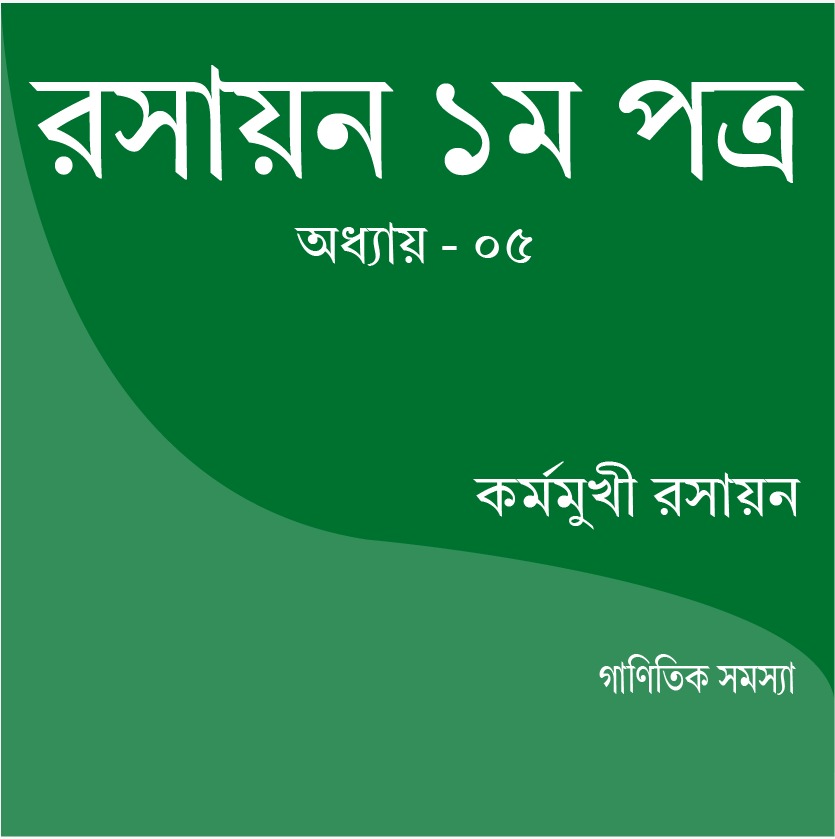 রসায়ন ১ম পত্র
অধ্যায় - ০৫
কর্মমুখী রসায়ন
গাণিতিক সমস্যা